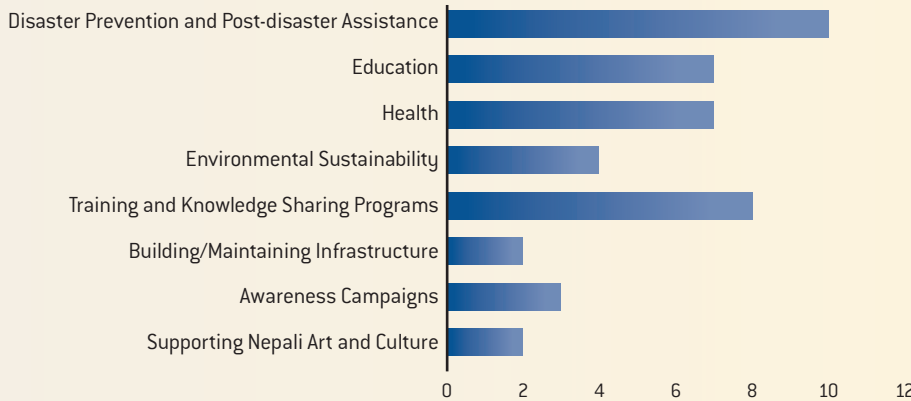 Disaster Prevention and Post-disaster Assistance
Education
Health
Environmental Sustainability
Training and Knowledge Sharing Programs
Building/Maintaining Infrastructure
Awareness Campaigns
Supporting Nepali Art and Culture
0 2 4 6 8 10 12